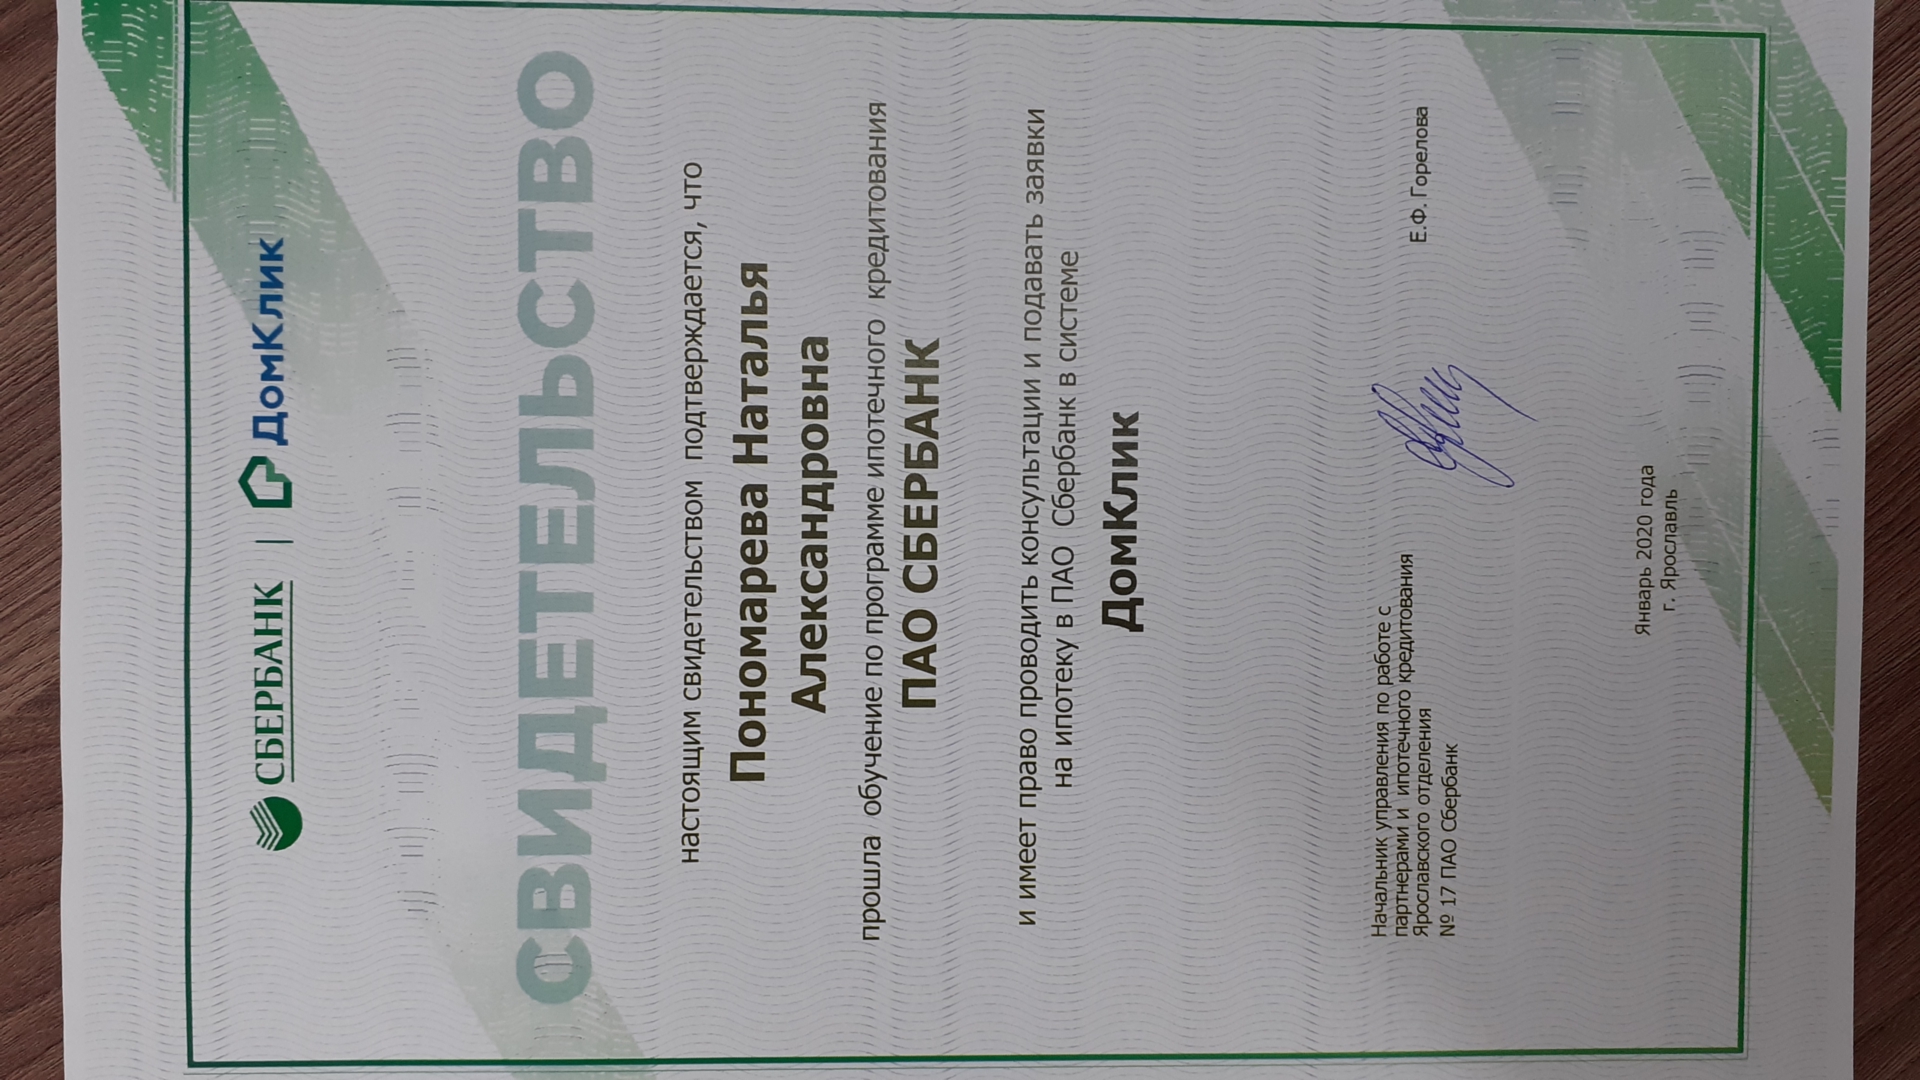 СБЕРБАНК | ДомКлик
СВИДЕТЕЛЬСТВО
настоящим свидетельством подтверждается, что
Пономарева Наталья
Александровна
прошла обучение по программе ипотечного кредитования
ПАО СБЕРБАНК
и имеет право проводить консультации и подавать заявки
на ипотеку в ПАО Сбербанк в системе
ДомКлик
Начальник управления по работе с
партнерами и ипотечного кредитования
Ярославского отделения
№ 17 ПАО Сбербанк
Е.Ф. Горелова
Январь 2020 года
г. Ярославль